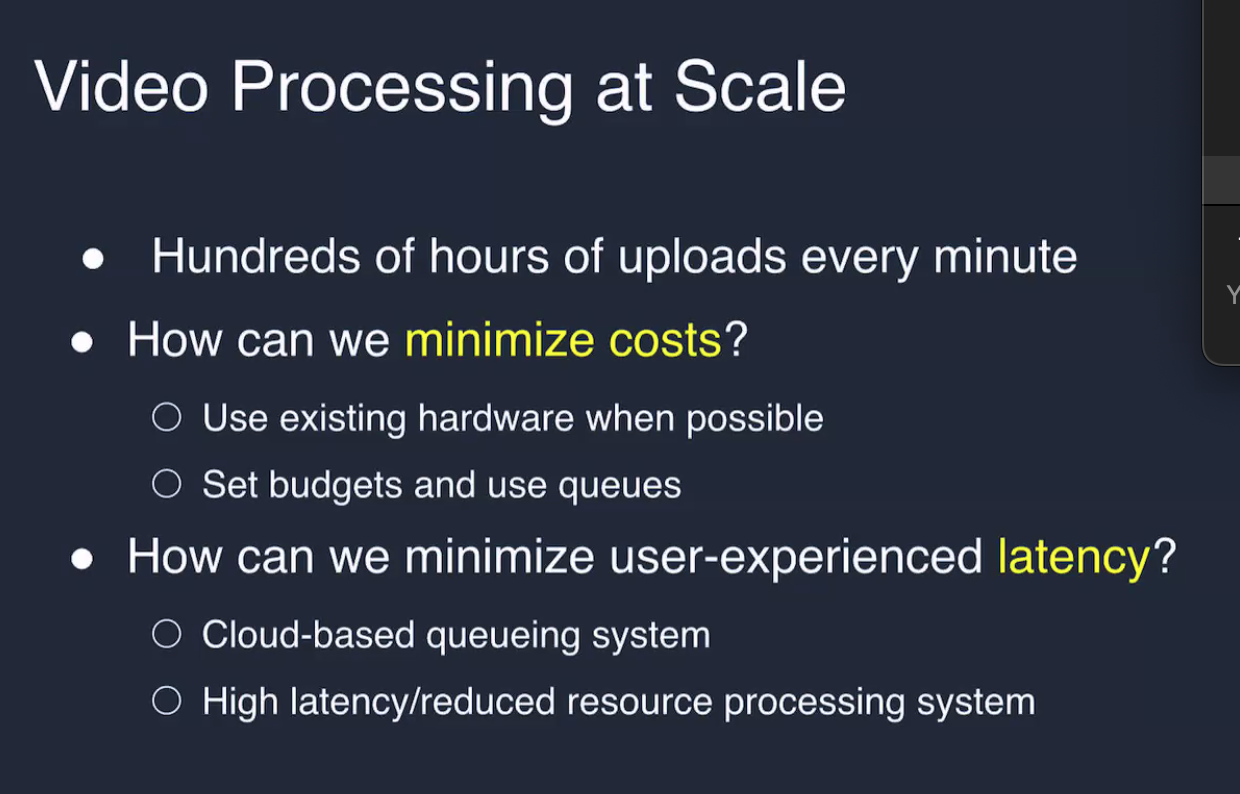 Video Processing at Scale
Hundreds of hours of uploads every minute
How can we minimize costs?
Use existing hardware when possible
Set budgets and use queues
How can we minimize user-experienced latency?
Cloud-based queueing system
High latency/reduced resource processing system